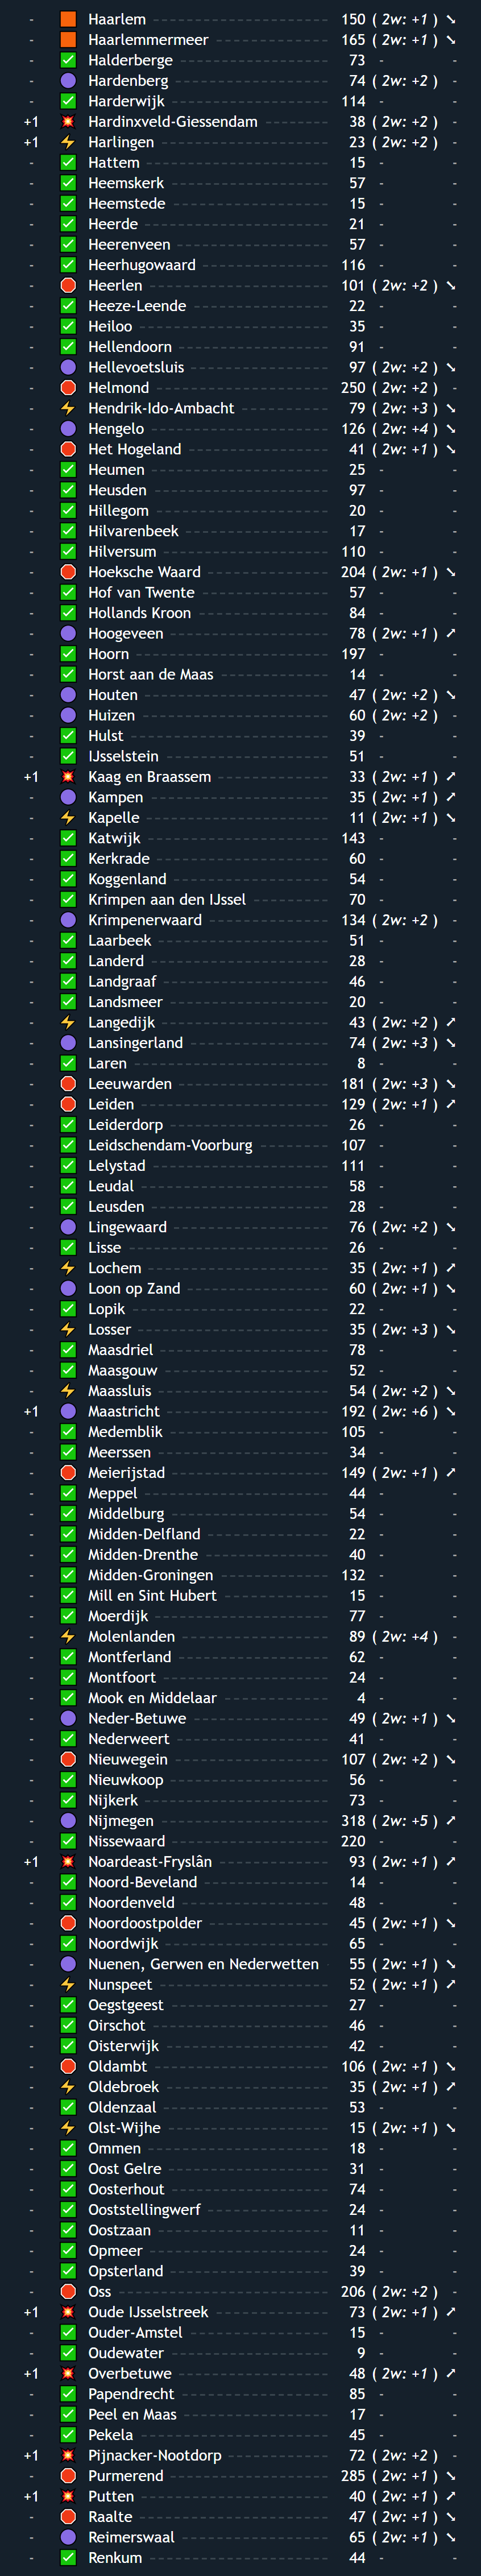 - Haarlem 150 ( 2w: +1 ) ➘
- Haarlemmermeer 165 ( 2w: +1 ) ➘
- Halderberge 73 - -
- Hardenberg 74 ( 2w: +2 ) -
- Harderwijk 114 - -
+1 Hardinxveld-Giessendam 38 ( 2w: +2 ) -
+1 Harlingen 23 ( 2w: +2 ) -
- Hattem 15 - -
- Heemskerk 57 - -
- Heemstede 15 - -
- Heerde 21 - -
- Heerenveen 57 - -
- Heerhugowaard 116 - -
- Heerlen 101 ( 2w: +2 ) ➘
- Heeze-Leende 22 - -
- Heiloo 35 - -
- Hellendoorn 91 - -
- Hellevoetsluis 97 ( 2w: +2 ) ➘
- Helmond 250 ( 2w: +2 ) -
- Hendrik-Ido-Ambacht 79 ( 2w: +3 ) ➘
- Hengelo 126 ( 2w: +4 ) ➘
- Het Hogeland 41 ( 2w: +1 ) ➘
- Heumen 25 - -
- Heusden 97 - -
- Hillegom 20 - -
- Hilvarenbeek 17 - -
- Hilversum 110 - -
- Hoeksche Waard 204 ( 2w: +1 ) ➘
- Hof van Twente 57 - -
- Hollands Kroon 84 - -
- Hoogeveen 78 ( 2w: +1 ) ➚
- Hoorn 197 - -
- Horst aan de Maas 14 - -
- Houten 47 ( 2w: +2 ) ➘
- Huizen 60 ( 2w: +2 ) -
- Hulst 39 - -
- IJsselstein 51 - -
+1 Kaag en Braassem 33 ( 2w: +1 ) ➚
- Kampen 35 ( 2w: +1 ) ➚
- Kapelle 11 ( 2w: +1 ) ➘
- Katwijk 143 - -
- Kerkrade 60 - -
- Koggenland 54 - -
- Krimpen aan den IJssel 70 - -
- Krimpenerwaard 134 ( 2w: +2 ) -
- Laarbeek 51 - -
- Landerd 28 - -
- Landgraaf 46 - -
- Landsmeer 20 - -
- Langedijk 43 ( 2w: +2 ) ➚
- Lansingerland 74 ( 2w: +3 ) ➘
- Laren 8 - -
- Leeuwarden 181 ( 2w: +3 ) ➘
- Leiden 129 ( 2w: +1 ) ➚
- Leiderdorp 26 - -
- Leidschendam-Voorburg 107 - -
- Lelystad 111 - -
- Leudal 58 - -
- Leusden 28 - -
- Lingewaard 76 ( 2w: +2 ) ➘
- Lisse 26 - -
- Lochem 35 ( 2w: +1 ) ➚
- Loon op Zand 60 ( 2w: +1 ) ➘
- Lopik 22 - -
- Losser 35 ( 2w: +3 ) ➘
- Maasdriel 78 - -
- Maasgouw 52 - -
- Maassluis 54 ( 2w: +2 ) ➘
+1 Maastricht 192 ( 2w: +6 ) ➘
- Medemblik 105 - -
- Meerssen 34 - -
- Meierijstad 149 ( 2w: +1 ) ➚
- Meppel 44 - -
- Middelburg 54 - -
- Midden-Delfland 22 - -
- Midden-Drenthe 40 - -
- Midden-Groningen 132 - -
- Mill en Sint Hubert 15 - -
- Moerdijk 77 - -
- Molenlanden 89 ( 2w: +4 ) -
- Montferland 62 - -
- Montfoort 24 - -
- Mook en Middelaar 4 - -
- Neder-Betuwe 49 ( 2w: +1 ) ➘
- Nederweert 41 - -
- Nieuwegein 107 ( 2w: +2 ) ➘
- Nieuwkoop 56 - -
- Nijkerk 73 - -
- Nijmegen 318 ( 2w: +5 ) ➚
- Nissewaard 220 - -
+1 Noardeast-Fryslân 93 ( 2w: +1 ) ➚
- Noord-Beveland 14 - -
- Noordenveld 48 - -
- Noordoostpolder 45 ( 2w: +1 ) ➘
- Noordwijk 65 - -
- Nuenen, Gerwen en Nederwetten 55 ( 2w: +1 ) ➘
- Nunspeet 52 ( 2w: +1 ) ➚
- Oegstgeest 27 - -
- Oirschot 46 - -
- Oisterwijk 42 - -
- Oldambt 106 ( 2w: +1 ) ➘
- Oldebroek 35 ( 2w: +1 ) ➚
- Oldenzaal 53 - -
- Olst-Wijhe 15 ( 2w: +1 ) ➘
- Ommen 18 - -
- Oost Gelre 31 - -
- Oosterhout 74 - -
- Ooststellingwerf 24 - -
- Oostzaan 11 - -
- Opmeer 24 - -
- Opsterland 39 - -
- Oss 206 ( 2w: +2 ) -
+1 Oude IJsselstreek 73 ( 2w: +1 ) ➚
- Ouder-Amstel 15 - -
- Oudewater 9 - -
+1 Overbetuwe 48 ( 2w: +1 ) ➚
- Papendrecht 85 - -
- Peel en Maas 17 - -
- Pekela 45 - -
+1 Pijnacker-Nootdorp 72 ( 2w: +2 ) -
- Purmerend 285 ( 2w: +1 ) ➘
+1 Putten 40 ( 2w: +1 ) ➚
- Raalte 47 ( 2w: +1 ) ➘
- Reimerswaal 65 ( 2w: +1 ) ➘
- Renkum 44 - -